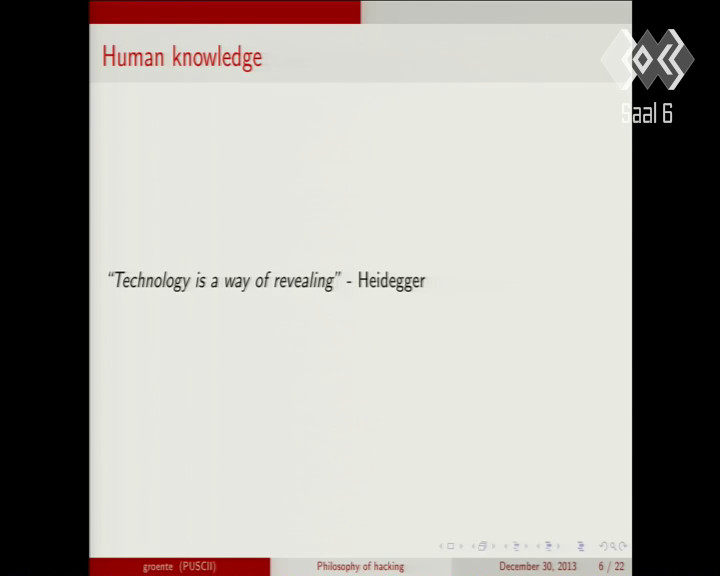 Human knowledge
Saal 6
“Technology is a way of revealing” - Heidegger
groente (PUSCII)
Philosophy of hacking
December 30, 2013
6 / 22